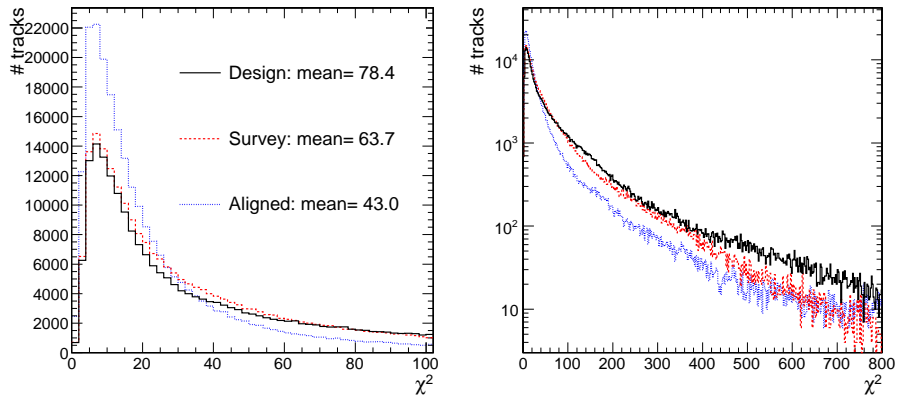 # tracks
22000
20000
18000
16000
14000
12000
10000
8000
6000
4000
2000
0
Design: mean= 78.4
Survey: mean= 63.7
Aligned: mean= 43.0
0 20 40 60 80 100
χ²
# tracks
10⁴
10³
10²
10
0 100 200 300 400 500 600 700 800
χ²